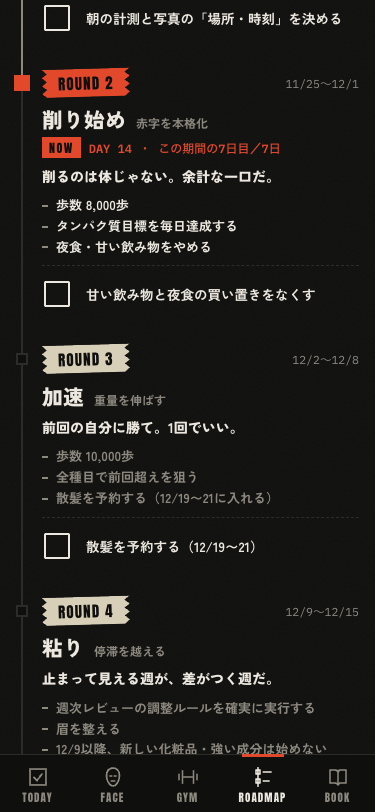 朝の計測と写真の「場所・時刻」を決める
ROUND 2
11/25〜12/1
削り始め 赤字を本格化
NOW DAY 14 ・ この期間の7日目／7日
削るのは体じゃない。余計な一口だ。
– 歩数 8,000歩
– タンパク質目標を毎日達成する
– 夜食・甘い飲み物をやめる
甘い飲み物と夜食の買い置きをなくす
ROUND 3
12/2〜12/8
加速 重量を伸ばす
前回の自分に勝て。1回でいい。
– 歩数 10,000歩
– 全種目で前回超えを狙う
– 散髪を予約する（12/19〜21に入れる）
散髪を予約する（12/19〜21）
ROUND 4
12/9〜12/15
粘り 停滞を越える
止まって見える週が、差がつく週だ。
– 週次レビューの調整ルールを確実に実行する
– 眉を整える
– 12/9以降、新しい化粧品・強い成分は始めない
TODAY FACE GYM ROADMAP BOOK